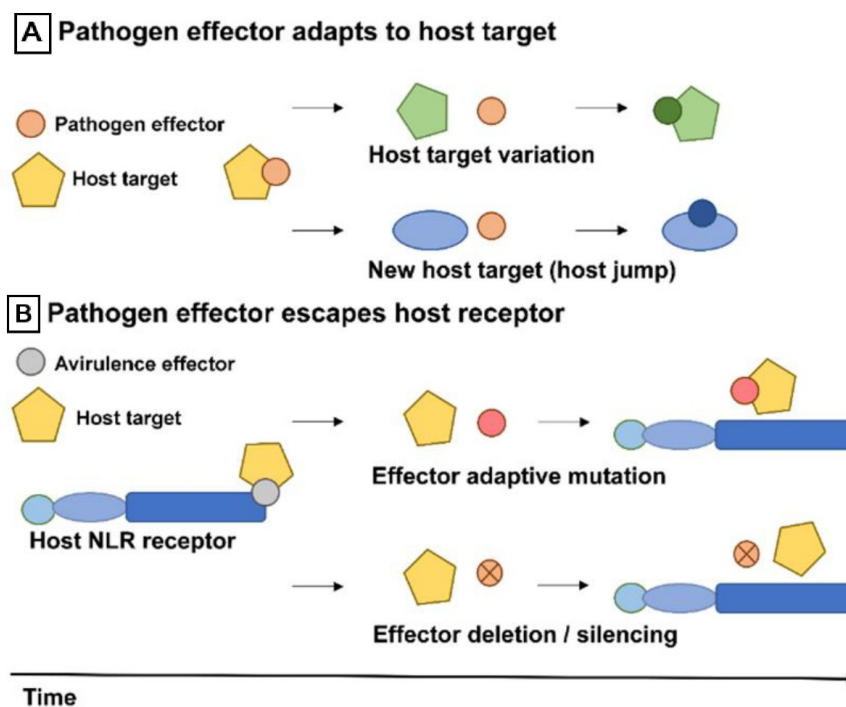 A Pathogen effector adapts to host target
Pathogen effector
Host target
Host target variation
New host target (host jump)
B Pathogen effector escapes host receptor
Avirulence effector
Host target
Host NLR receptor
Effector adaptive mutation
Effector deletion / silencing
Time